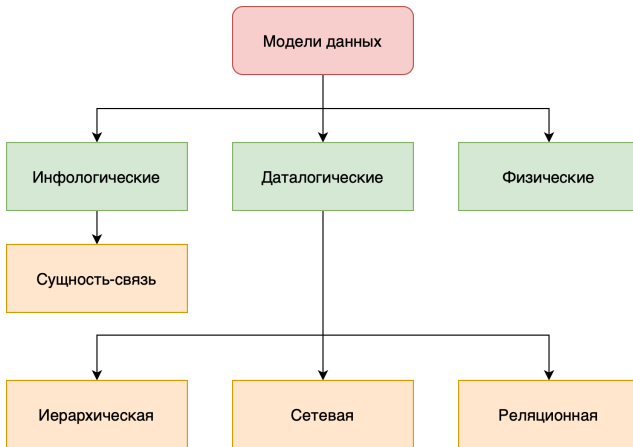 Модели данных
Инфологические
Даталогические
Физические
Сущность-связь
Иерархическая
Сетевая
Реляционная